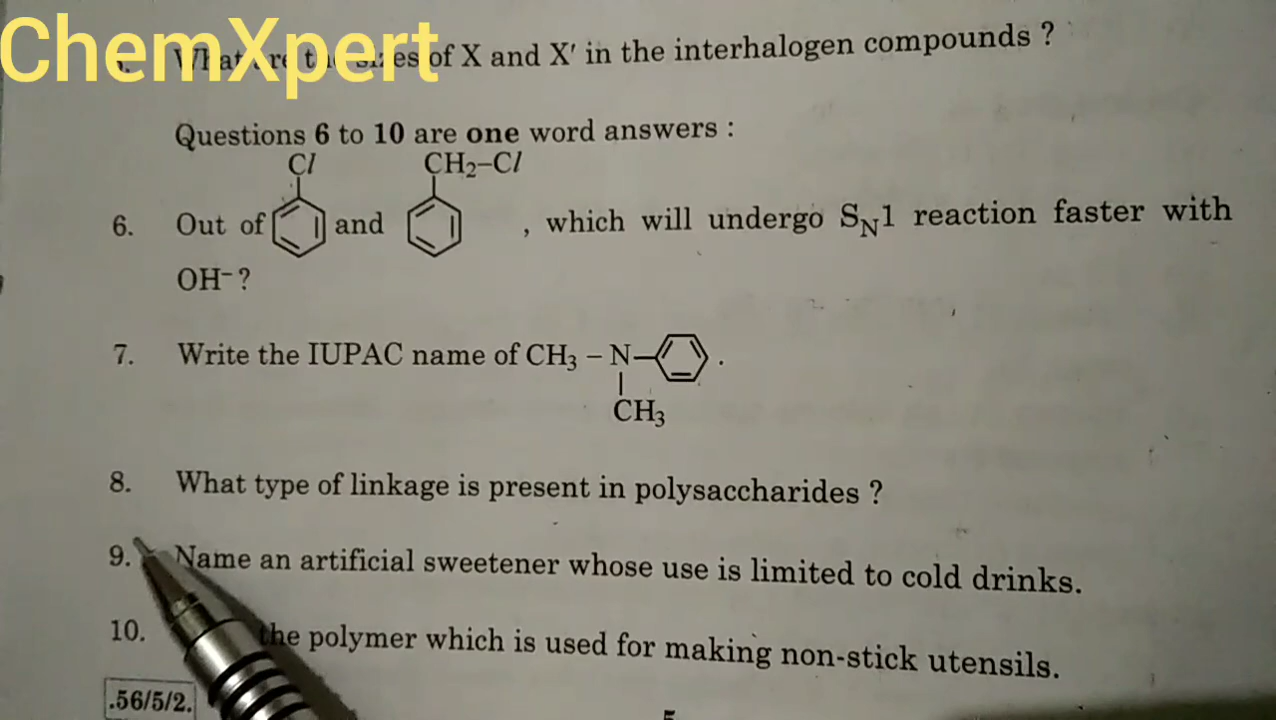 ChemXpert
of X and X′ in the interhalogen compounds ?
Questions 6 to 10 are one word answers :
Cl CH₂–Cl
6. Out of and , which will undergo S_N1 reaction faster with
OH⁻ ?
7. Write the IUPAC name of CH₃ – N– .
CH₃
8. What type of linkage is present in polysaccharides ?
9. Name an artificial sweetener whose use is limited to cold drinks.
10. the polymer which is used for making non-stick utensils.
.56/5/2.